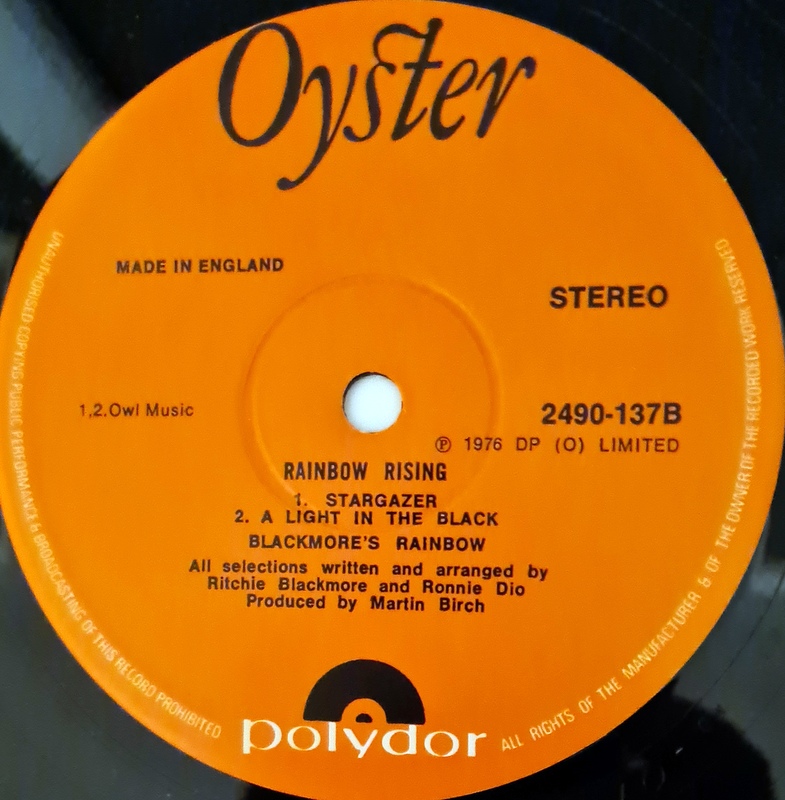 Oyster
MADE IN ENGLAND
STEREO
1,2.Owl Music
2490-137B
Ⓟ 1976 DP (O) LIMITED
RAINBOW RISING
1. STARGAZER
2. A LIGHT IN THE BLACK
BLACKMORE'S RAINBOW
All selections written and arranged by
Ritchie Blackmore and Ronnie Dio
Produced by Martin Birch
polydor
UNAUTHORISED COPYING PUBLIC PERFORMANCE & BROADCASTING OF THIS RECORD PROHIBITED
ALL RIGHTS OF THE MANUFACTURER & OF THE OWNER OF THE RECORDED WORK RESERVED